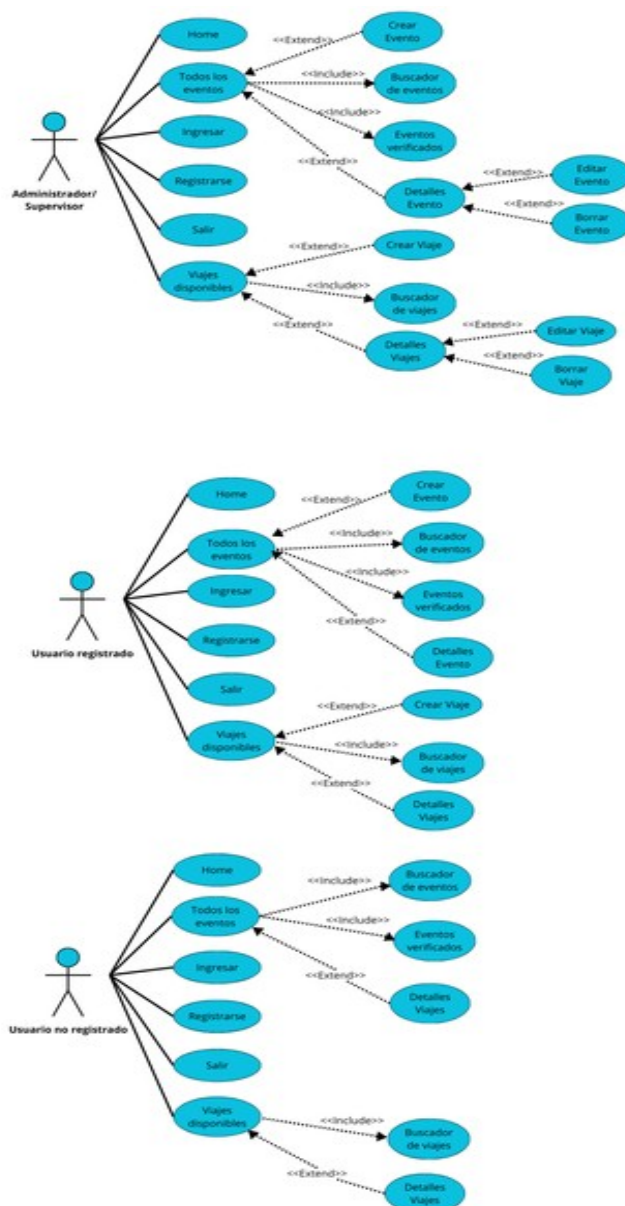 Crear
Evento
Home
<<Extend>>
Todos los
eventos
<<Include>>
Buscador
de eventos
<<Include>>
Ingresar
Eventos
verificados
<<Extend>>
Editar
Evento
Administrador/
Supervisor
Registrarse
Detalles
Evento
<<Extend>>
<<Extend>>
Borrar
Evento
Salir
Crear Viaje
<<Extend>>
Viajes
disponibles
<<Include>>
Buscador
de viajes
<<Extend>>
Editar Viaje
<<Extend>>
Detalles
Viajes
<<Extend>>
Borrar
Viaje
Crear
Evento
Home
<<Extend>>
Todos los
eventos
<<Include>>
Buscador
de eventos
<<Include>>
Ingresar
Eventos
verificados
<<Extend>>
Usuario registrado
Registrarse
Detalles
Evento
Salir
<<Extend>>
Crear Viaje
Viajes
disponibles
<<Include>>
Buscador
de viajes
<<Extend>>
Detalles
Viajes
Home
<<Include>>
Buscador
de eventos
Todos los
eventos
<<Include>>
Eventos
verificados
Ingresar
<<Extend>>
Detalles
Viajes
Usuario no registrado
Registrarse
Salir
Viajes
disponibles
<<Include>>
Buscador
de viajes
<<Extend>>
Detalles
Viajes